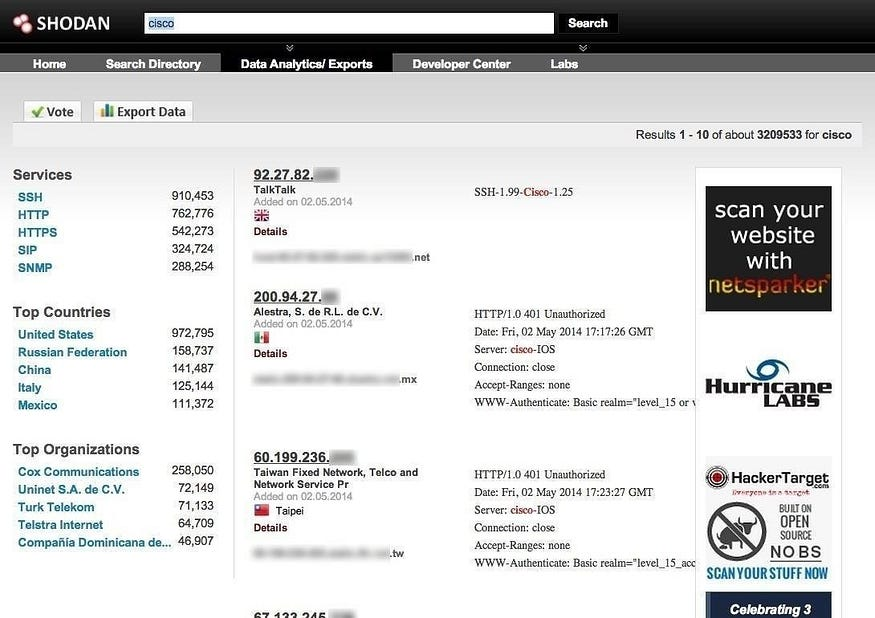 SHODAN
cisco
Search
Home Search Directory Data Analytics/ Exports Developer Center Labs
Vote Export Data
Results 1 - 10 of about 3209533 for cisco
Services
SSH 910,453
HTTP 762,776
HTTPS 542,273
SIP 324,724
SNMP 288,254
Top Countries
United States 972,795
Russian Federation 158,737
China 141,487
Italy 125,144
Mexico 111,372
Top Organizations
Cox Communications 258,050
Uninet S.A. de C.V. 72,149
Turk Telekom 71,133
Telstra Internet 64,709
Compañía Dominicana de... 46,907
92.27.82.
TalkTalk
Added on 02.05.2014
Details
.net
SSH-1.99-Cisco-1.25
200.94.27.
Alestra, S. de R.L. de C.V.
Added on 02.05.2014
Details
.mx
HTTP/1.0 401 Unauthorized
Date: Fri, 02 May 2014 17:17:26 GMT
Server: cisco-IOS
Connection: close
Accept-Ranges: none
WWW-Authenticate: Basic realm="level_15 or
60.199.236.
Taiwan Fixed Network, Telco and
Network Service Pr
Added on 02.05.2014
Taipei
Details
.tw
HTTP/1.0 401 Unauthorized
Date: Fri, 02 May 2014 17:23:27 GMT
Server: cisco-IOS
Connection: close
Accept-Ranges: none
WWW-Authenticate: Basic realm="level_15_acc
67.133.245.
scan your
website
with
netsparker
Hurricane
LABS
HackerTarget.com
Everyone is a target
BUILT ON
OPEN
SOURCE
NO BS
SCAN YOUR STUFF NOW
Celebrating 3